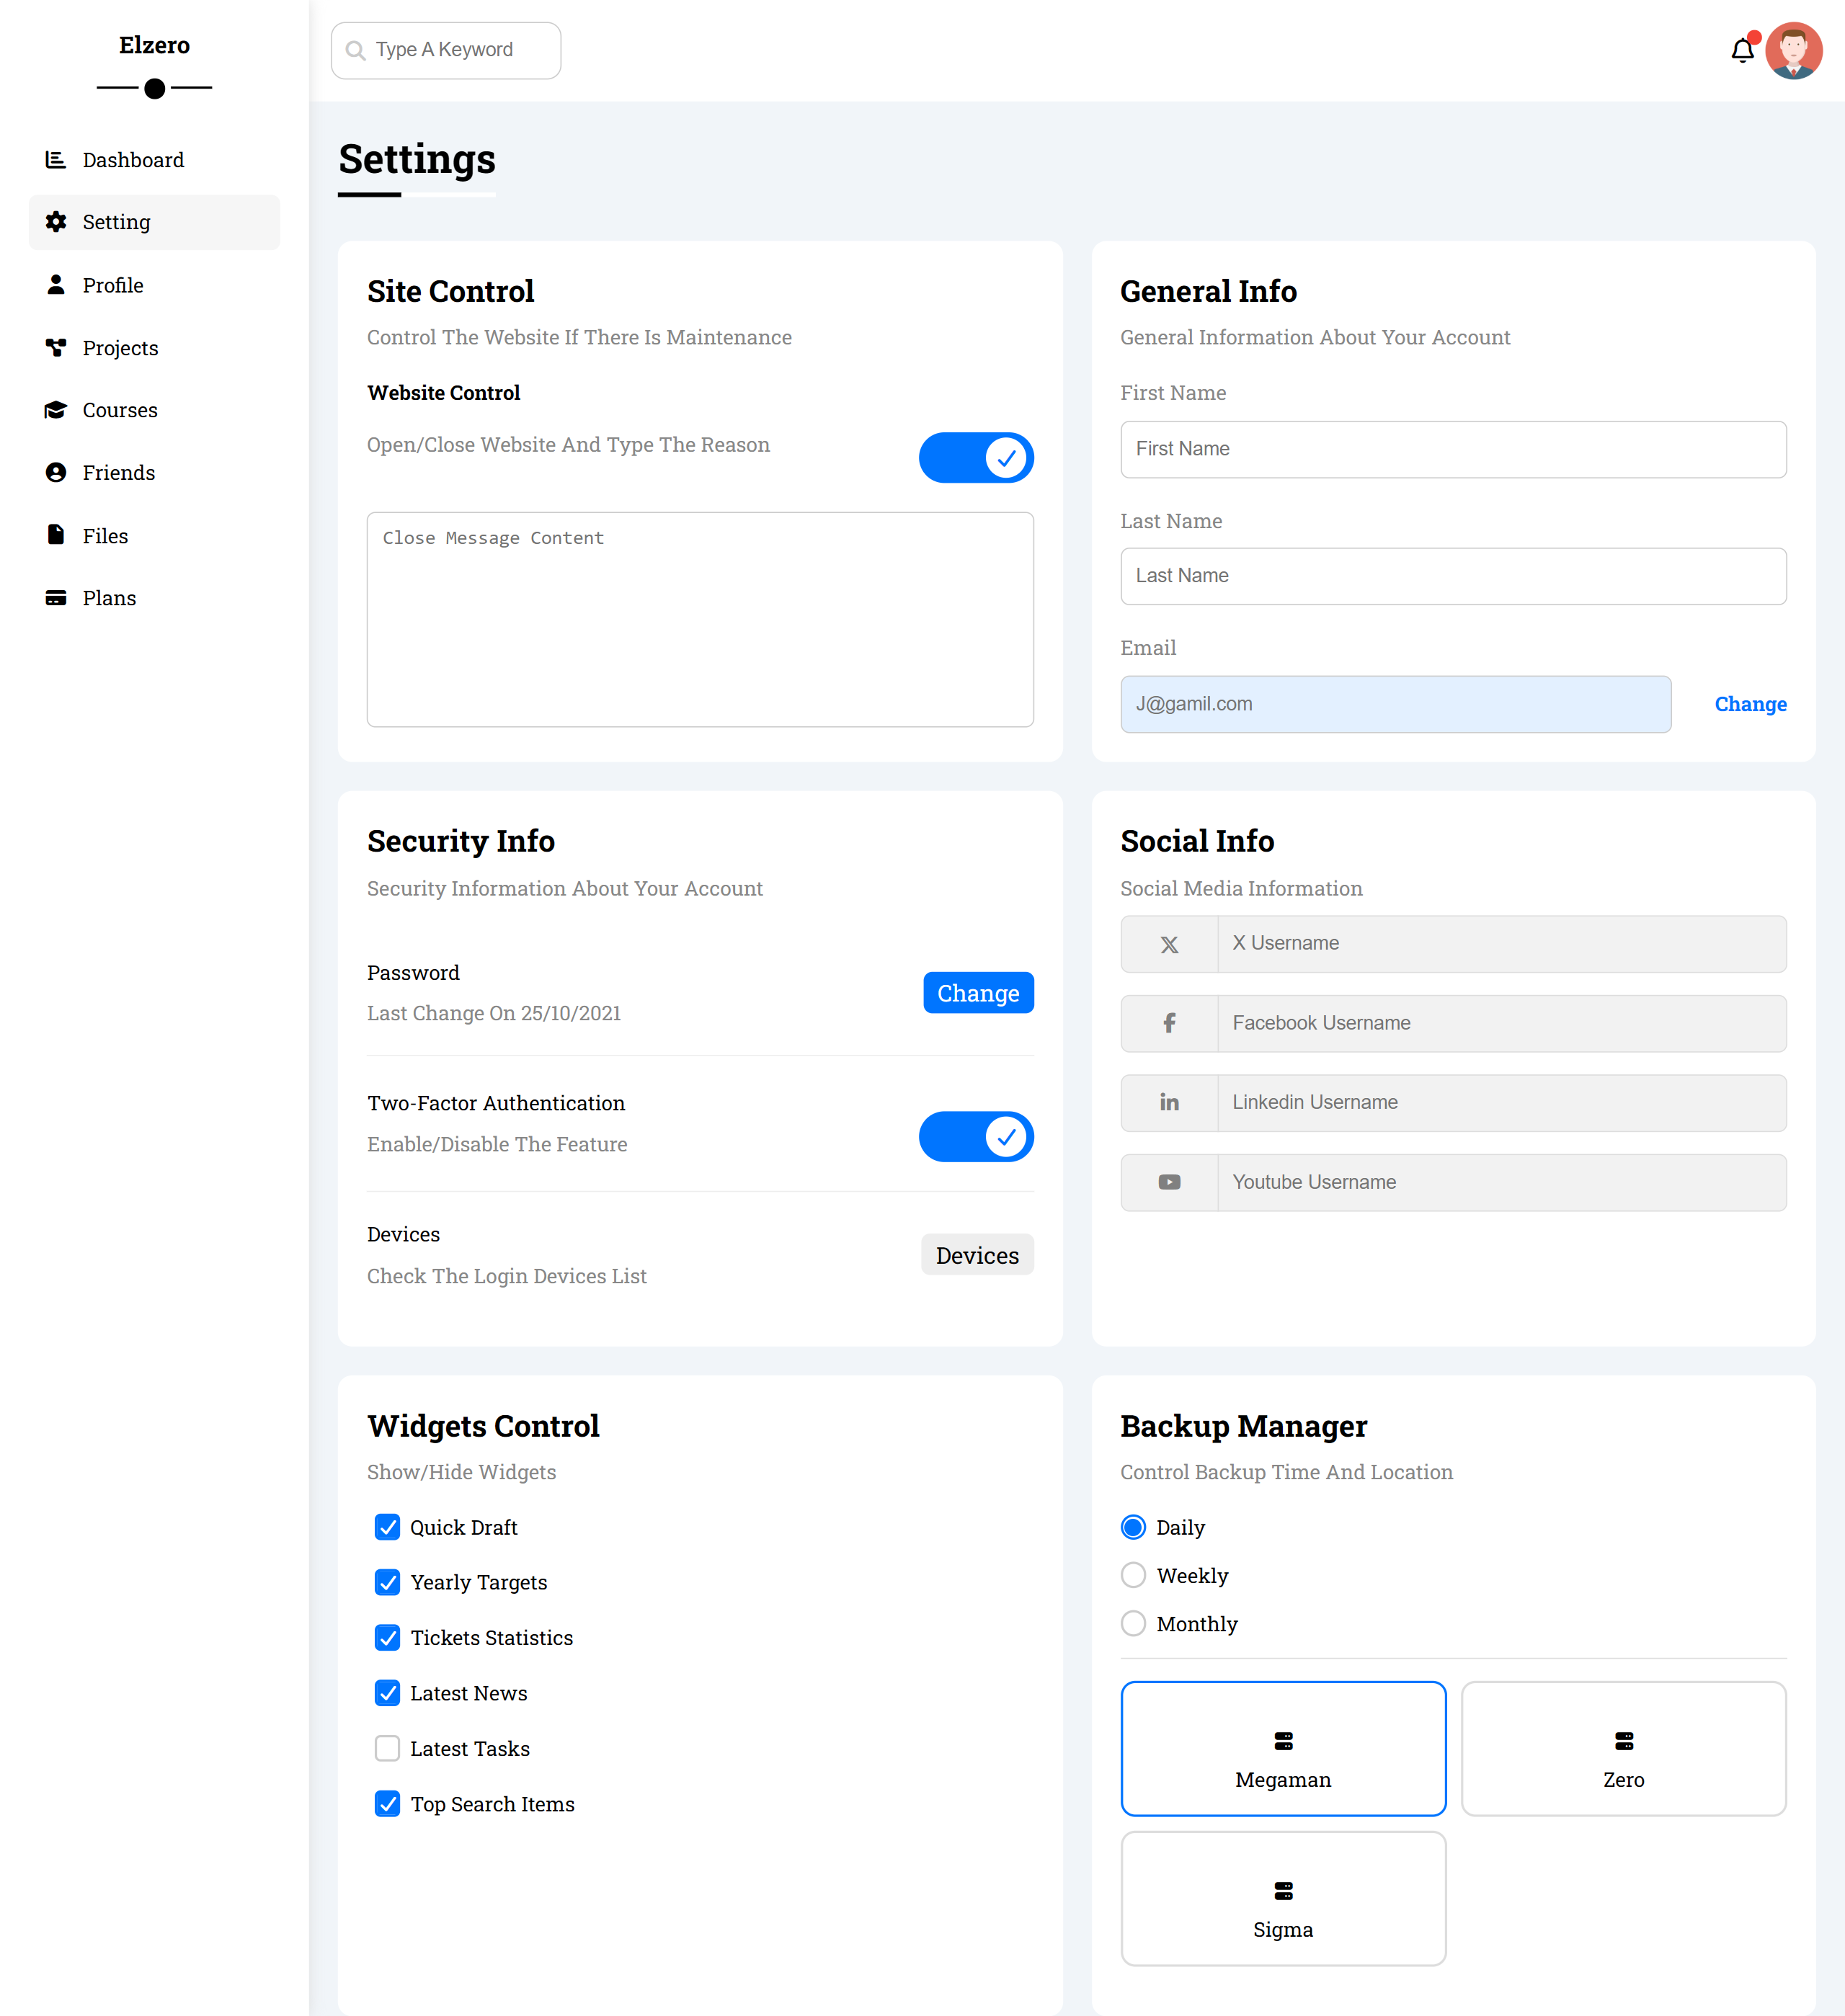 Elzero
Dashboard
Setting
Profile
Projects
Courses
Friends
Files
Plans
Type A Keyword
Settings
Site Control
Control The Website If There Is Maintenance
Website Control
Open/Close Website And Type The Reason
Close Message Content
General Info
General Information About Your Account
First Name
First Name
Last Name
Last Name
Email
J@gamil.com
Change
Security Info
Security Information About Your Account
Password
Last Change On 25/10/2021
Change
Two-Factor Authentication
Enable/Disable The Feature
Devices
Check The Login Devices List
Devices
Social Info
Social Media Information
X Username
Facebook Username
Linkedin Username
Youtube Username
Widgets Control
Show/Hide Widgets
Quick Draft
Yearly Targets
Tickets Statistics
Latest News
Latest Tasks
Top Search Items
Backup Manager
Control Backup Time And Location
Daily
Weekly
Monthly
Megaman
Zero
Sigma